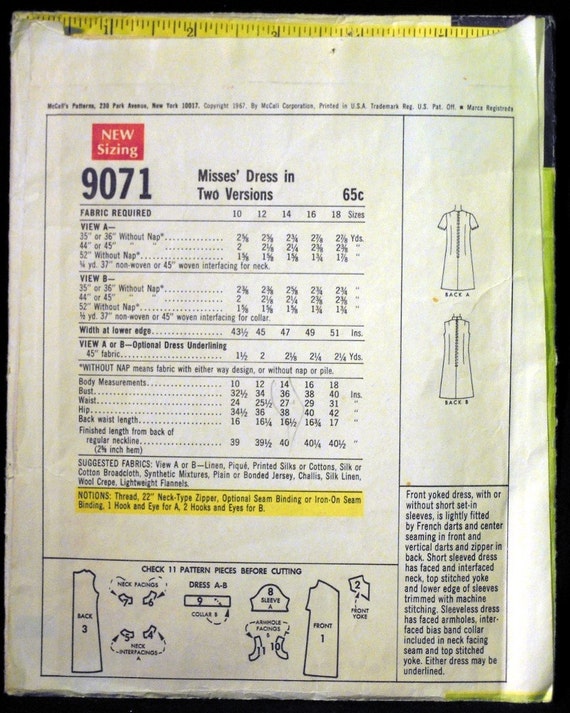 McCall's Patterns, 230 Park Avenue, New York 10017. Copyright 1967. By McCall Corporation, Printed in U.S.A. Trademark Reg. U.S. Pat. Off. ■ Marca Registrada
NEW
Sizing
9071
Misses' Dress in
Two Versions 65c
FABRIC REQUIRED 10 12 14 16 18 Sizes
VIEW A—
35" or 36" Without Nap* 2⅝ 2⅝ 2¾ 2⅞ 2⅞ Yds.
44" or 45" " " 2 2⅛ 2¼ 2⅜ 2⅜ "
52" Without Nap* 1⅝ 1⅝ 1⅝ 1¾ 1⅞ "
¼ yd. 37" non-woven or 45" woven interfacing for neck.
VIEW B—
35" or 36" Without Nap* 2⅜ 2⅜ 2⅝ 2¾ 2¾ "
44" or 45" " " 2 2⅛ 2¼ 2⅜ 2⅜ "
52" Without Nap* 1⅝ 1⅝ 1⅝ 1¾ 1¾ "
½ yd. 37" non-woven or 45" woven interfacing for collar.
Width at lower edge 43½ 45 47 49 51 Ins.
VIEW A or B—Optional Dress Underlining
45" fabric 1½ 2 2⅛ 2¼ 2¼ Yds.
*WITHOUT NAP means fabric with either way design, or without nap or pile.
Body Measurements 10 12 14 16 18
Bust 32½ 34 36 38 40 Ins.
Waist 24 25½ 27 29 31 "
Hip 34½ 36 38 40 42 "
Back waist length 16 16¼ 16½ 16¾ 17 "
Finished length from back of
regular neckline 39 39½ 40 40¼ 40½ "
(2⅜ inch hem)
SUGGESTED FABRICS: View A or B—Linen, Piqué, Printed Silks or Cottons, Silk or
Cotton Broadcloth, Synthetic Mixtures, Plain or Bonded Jersey, Challis, Silk Linen,
Wool Crepe, Lightweight Flannels.
NOTIONS: Thread, 22" Neck-Type Zipper, Optional Seam Binding or Iron-On Seam
Binding, 1 Hook and Eye for A, 2 Hooks and Eyes for B.
BACK A
BACK B
Front yoked dress, with or
without short set-in
sleeves, is lightly fitted
by French darts and center
seaming in front and
vertical darts and zipper in
back. Short sleeved dress
has faced and interfaced
neck, top stitched yoke
and lower edge of sleeves
trimmed with machine
stitching. Sleeveless dress
has faced armholes, inter-
faced bias band collar
included in neck facing
seam and top stitched
yoke. Either dress may be
underlined.
CHECK 11 PATTERN PIECES BEFORE CUTTING
BACK
3
NECK FACINGS
7 6
5 4
NECK
INTERFACINGS
A
DRESS A-B
9
COLLAR B
8
SLEEVE
A
ARMHOLE
FACINGS
B
11 10
FRONT
1
2
FRONT
YOKE